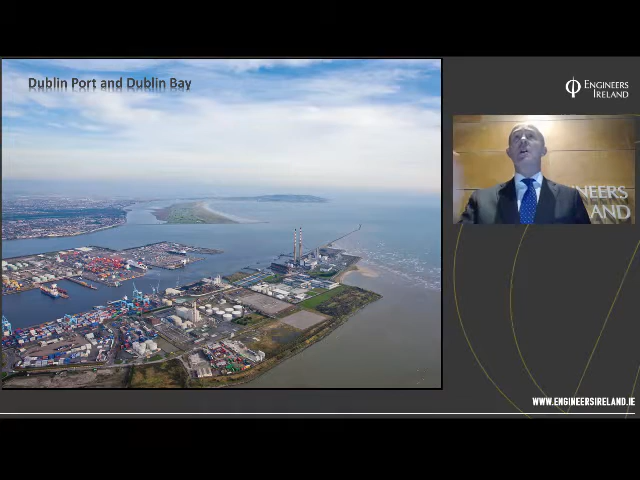 Dublin Port and Dublin Bay
ENGINEERS
IRELAND
NEERS
AND
WWW.ENGINEERSIRELAND.IE